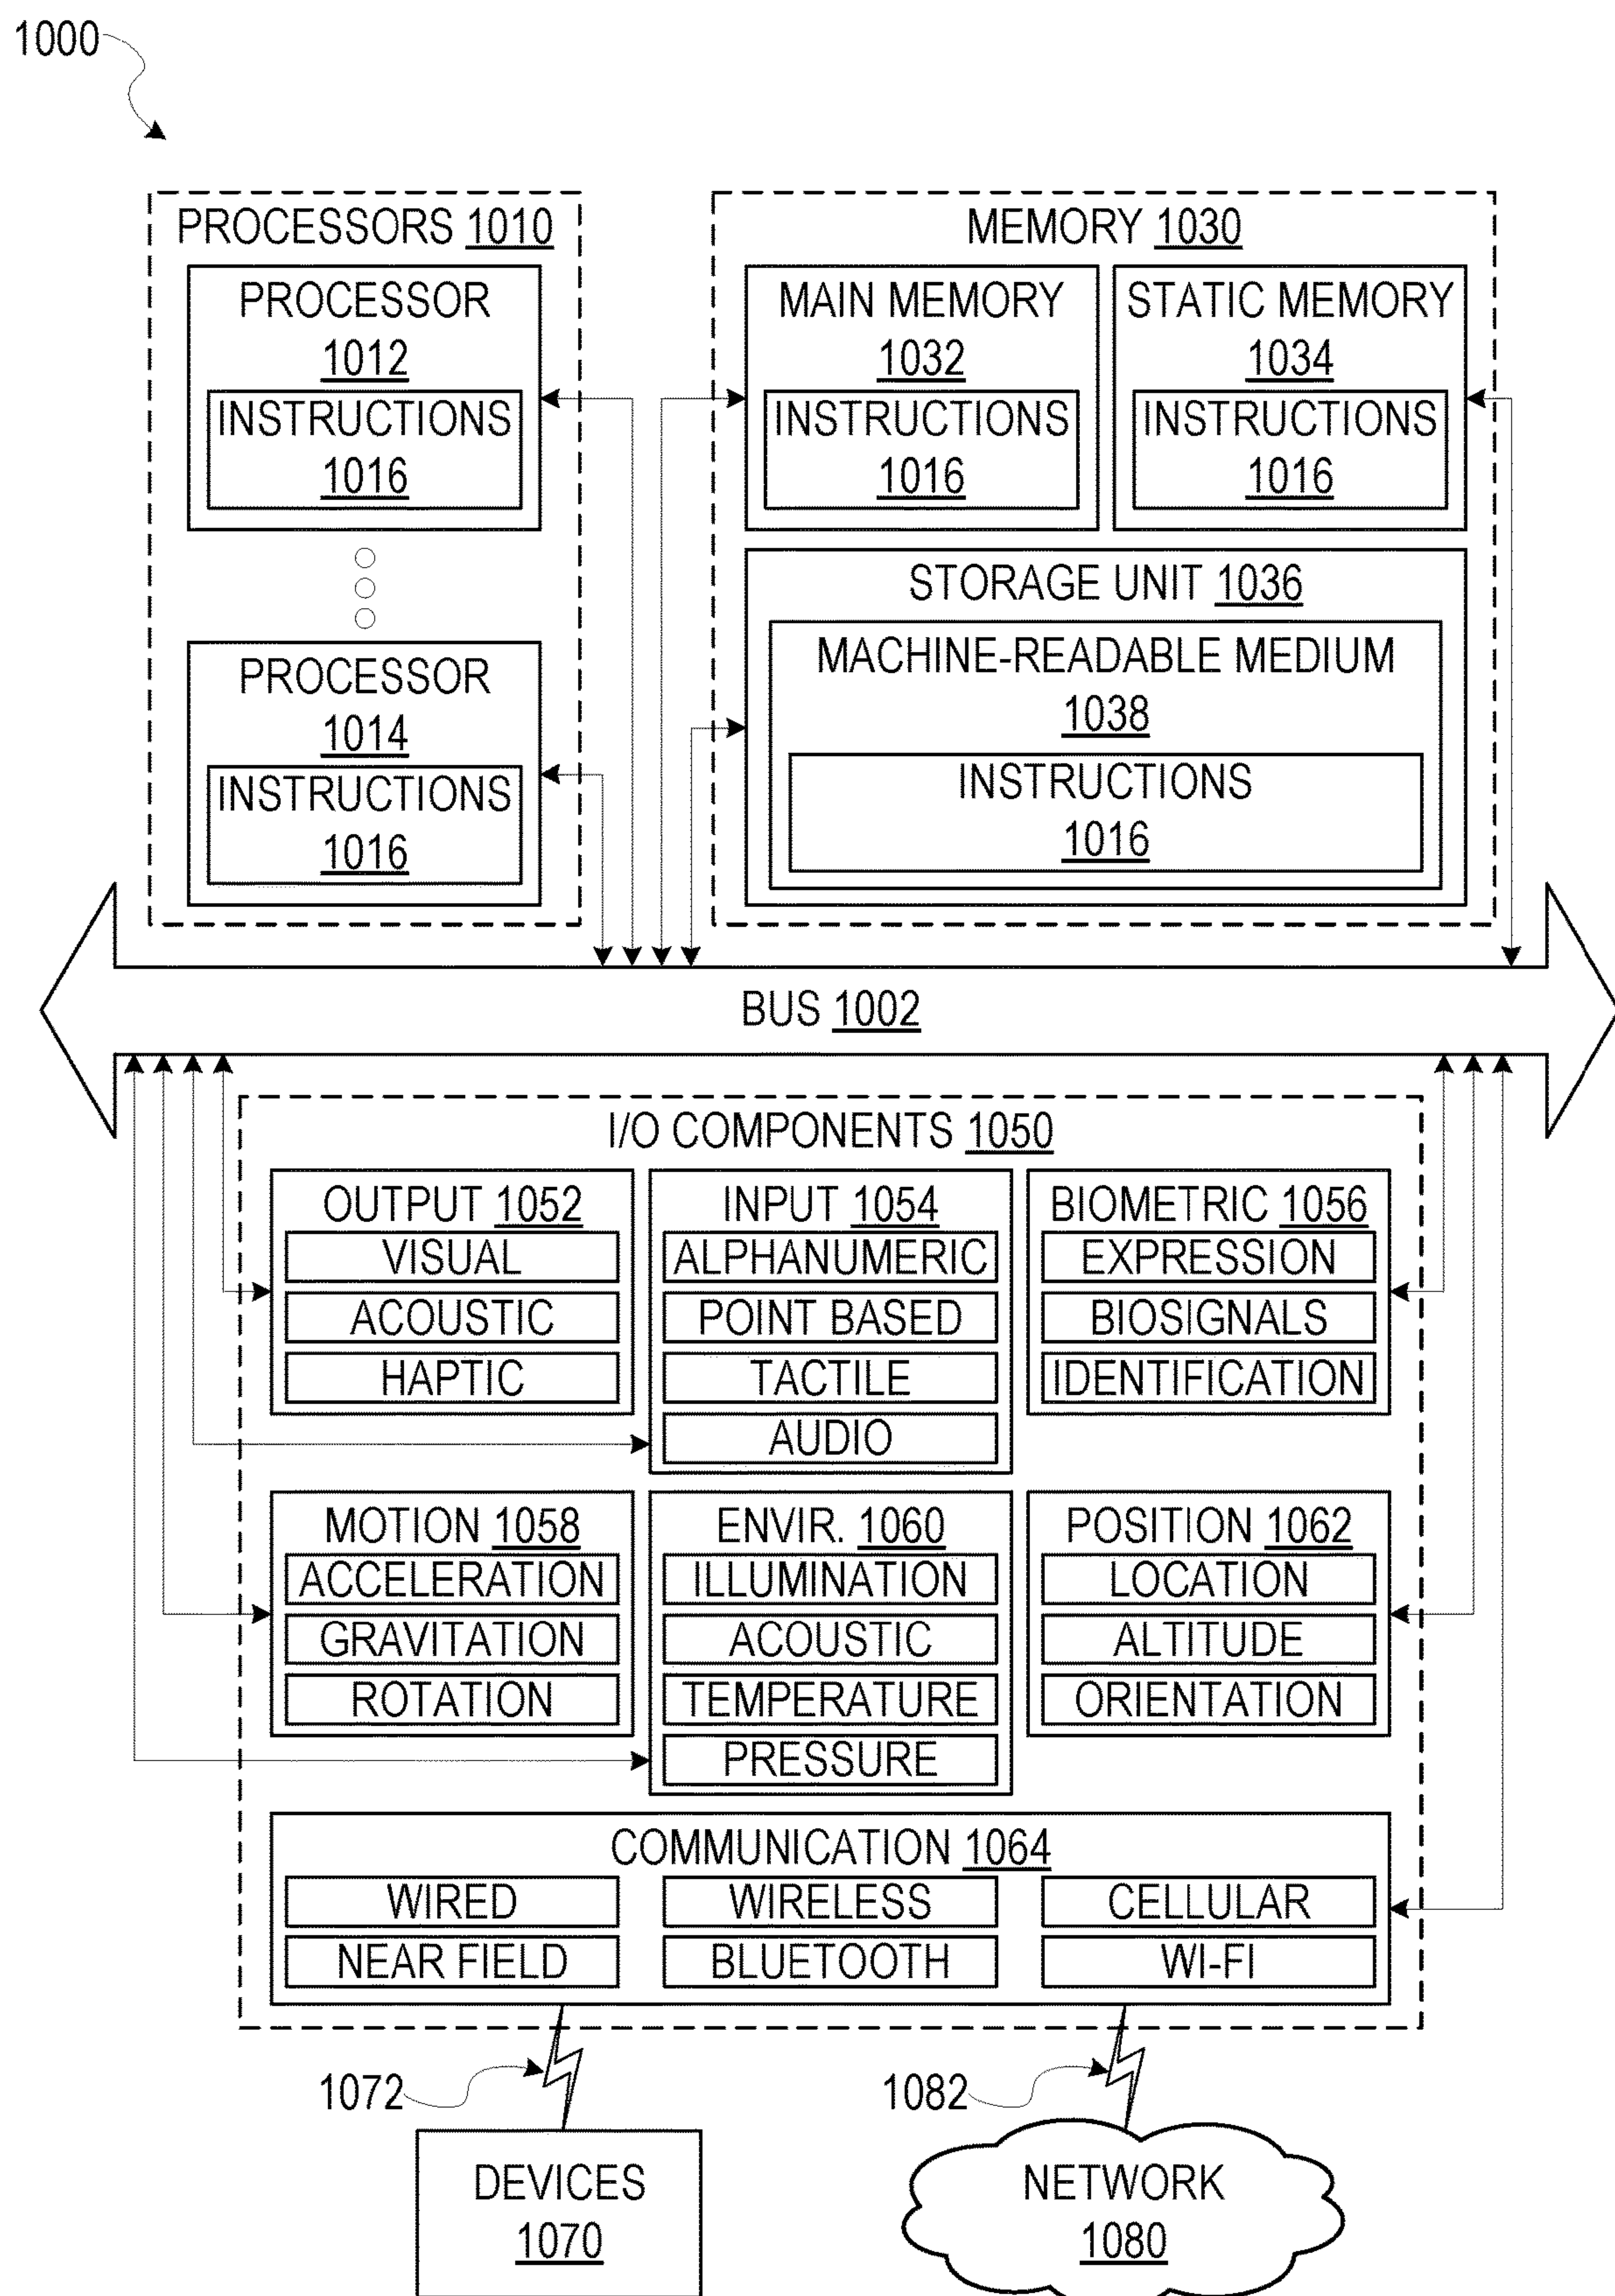 1000
PROCESSORS 1010
PROCESSOR
1012
INSTRUCTIONS
1016
PROCESSOR
1014
INSTRUCTIONS
1016
MEMORY 1030
MAIN MEMORY
1032
INSTRUCTIONS
1016
STATIC MEMORY
1034
INSTRUCTIONS
1016
STORAGE UNIT 1036
MACHINE-READABLE MEDIUM
1038
INSTRUCTIONS
1016
BUS 1002
I/O COMPONENTS 1050
OUTPUT 1052
VISUAL
ACOUSTIC
HAPTIC
INPUT 1054
ALPHANUMERIC
POINT BASED
TACTILE
AUDIO
BIOMETRIC 1056
EXPRESSION
BIOSIGNALS
IDENTIFICATION
MOTION 1058
ACCELERATION
GRAVITATION
ROTATION
ENVIR. 1060
ILLUMINATION
ACOUSTIC
TEMPERATURE
PRESSURE
POSITION 1062
LOCATION
ALTITUDE
ORIENTATION
COMMUNICATION 1064
WIRED
WIRELESS
CELLULAR
NEAR FIELD
BLUETOOTH
WI-FI
1072
1082
DEVICES
1070
NETWORK
1080